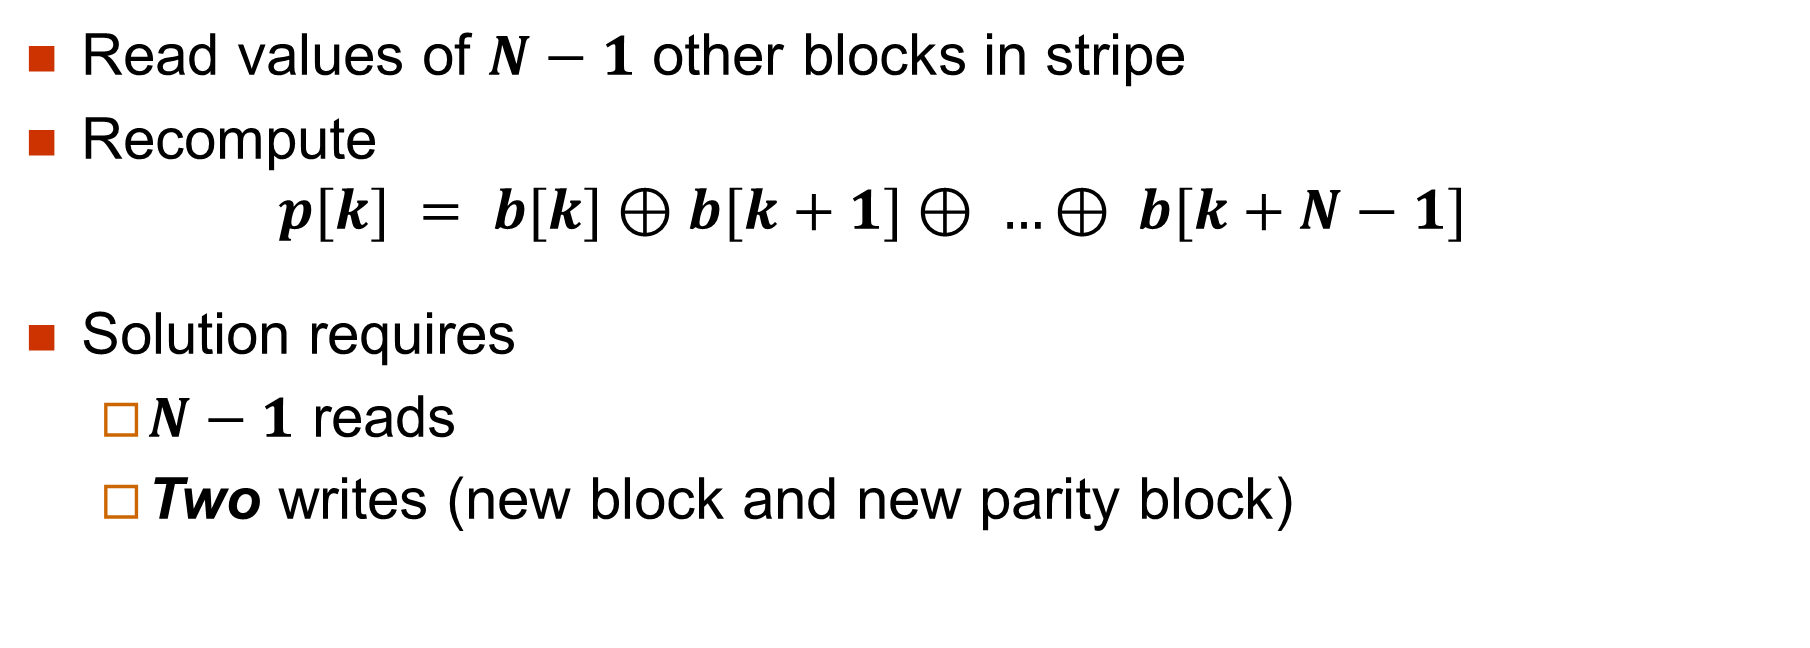 Read values of N − 1 other blocks in stripe
Recompute
p[k] = b[k] ⊕ b[k + 1] ⊕ … ⊕ b[k + N − 1]
Solution requires
N − 1 reads
Two writes (new block and new parity block)